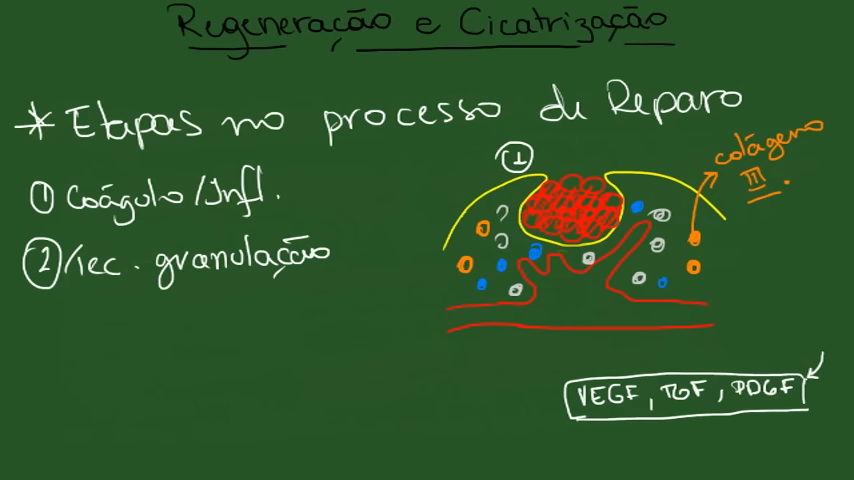 Regeneração e Cicatrização
* Etapas no processo de Reparo
① Coágulo/Infl.
② Tec. granulação
①
colágeno
III.
VEGF, TGF, PDGF